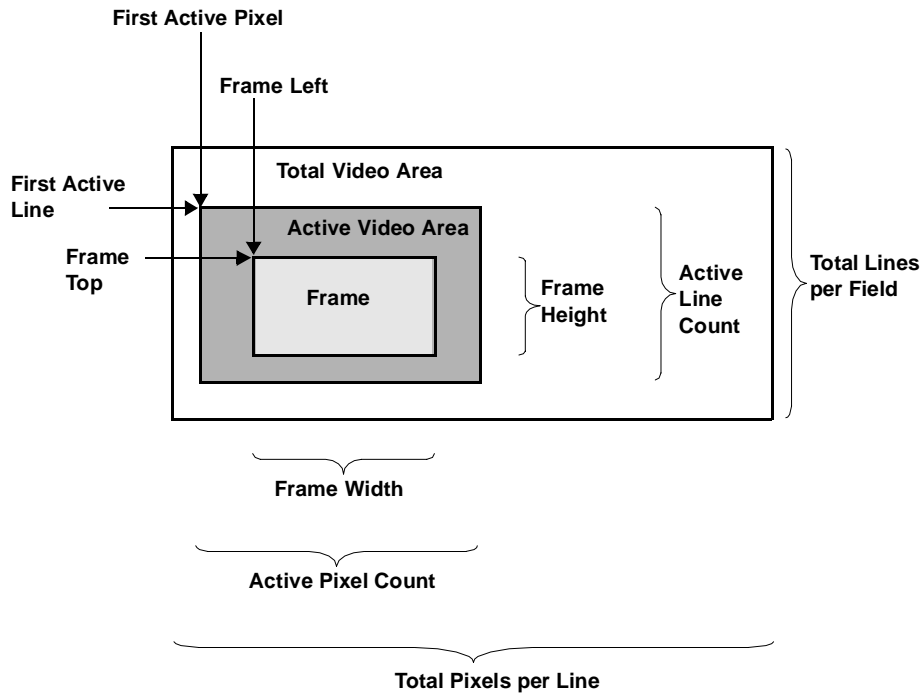 First Active Pixel
Frame Left
Total Video Area
First Active
Line
Active Video Area
Frame
Top
Frame
Frame
Height
Active
Line
Count
Total Lines
per Field
Frame Width
Active Pixel Count
Total Pixels per Line